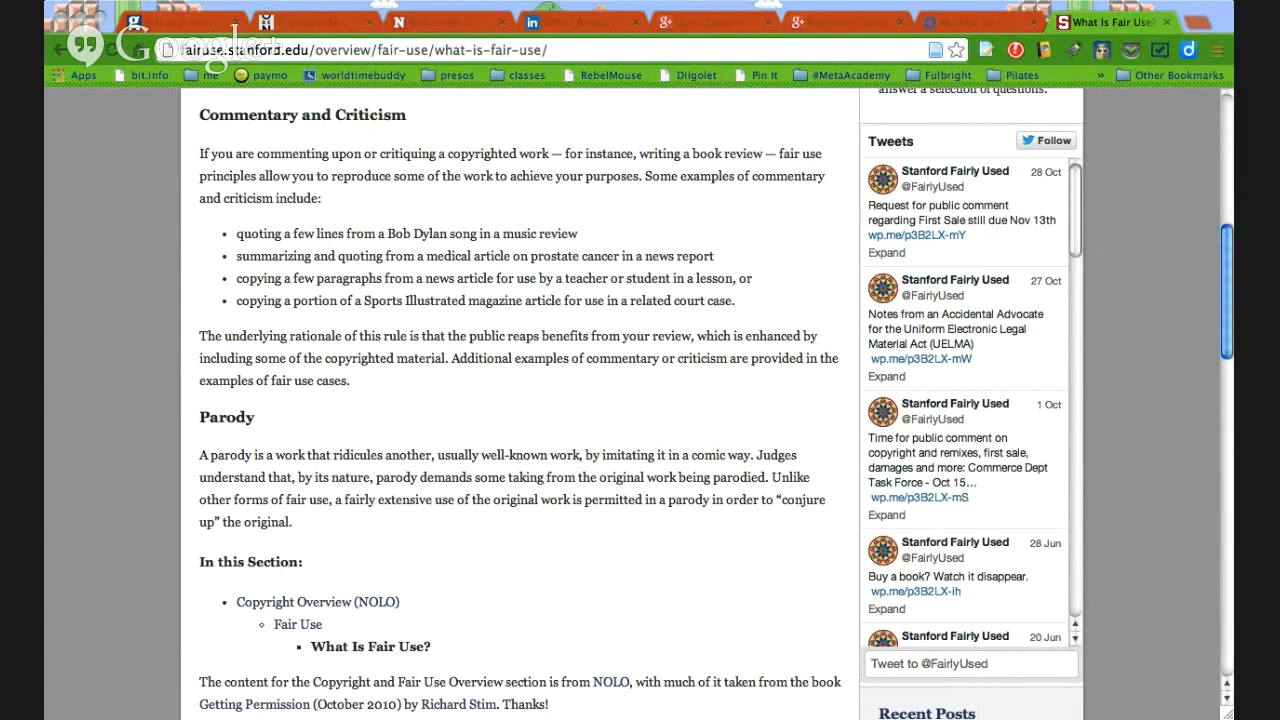 What Is Fair Use?
Google+
fairuse.stanford.edu/overview/fair-use/what-is-fair-use/
Apps bit.info me paymo worldtimebuddy presos classes RebelMouse Diigolet Pin It #MetaAcademy Fulbright Pilates » Other Bookmarks
Commentary and Criticism
If you are commenting upon or critiquing a copyrighted work — for instance, writing a book review — fair use
principles allow you to reproduce some of the work to achieve your purposes. Some examples of commentary
and criticism include:
• quoting a few lines from a Bob Dylan song in a music review
• summarizing and quoting from a medical article on prostate cancer in a news report
• copying a few paragraphs from a news article for use by a teacher or student in a lesson, or
• copying a portion of a Sports Illustrated magazine article for use in a related court case.
The underlying rationale of this rule is that the public reaps benefits from your review, which is enhanced by
including some of the copyrighted material. Additional examples of commentary or criticism are provided in the
examples of fair use cases.
Parody
A parody is a work that ridicules another, usually well-known work, by imitating it in a comic way. Judges
understand that, by its nature, parody demands some taking from the original work being parodied. Unlike
other forms of fair use, a fairly extensive use of the original work is permitted in a parody in order to “conjure
up” the original.
In this Section:
• Copyright Overview (NOLO)
Fair Use
What Is Fair Use?
The content for the Copyright and Fair Use Overview section is from NOLO, with much of it taken from the book
Getting Permission (October 2010) by Richard Stim. Thanks!
answer a selection of questions.
Tweets Follow
Stanford Fairly Used 28 Oct
@FairlyUsed
Request for public comment
regarding First Sale still due Nov 13th
wp.me/p3B2LX-mY
Expand
Stanford Fairly Used 27 Oct
@FairlyUsed
Notes from an Accidental Advocate
for the Uniform Electronic Legal
Material Act (UELMA)
wp.me/p3B2LX-mW
Expand
Stanford Fairly Used 1 Oct
@FairlyUsed
Time for public comment on
copyright and remixes, first sale,
damages and more: Commerce Dept
Task Force - Oct 15...
wp.me/p3B2LX-mS
Expand
Stanford Fairly Used 28 Jun
@FairlyUsed
Buy a book? Watch it disappear.
wp.me/p3B2LX-ih
Expand
Stanford Fairly Used 20 Jun
Tweet to @FairlyUsed
Recent Posts